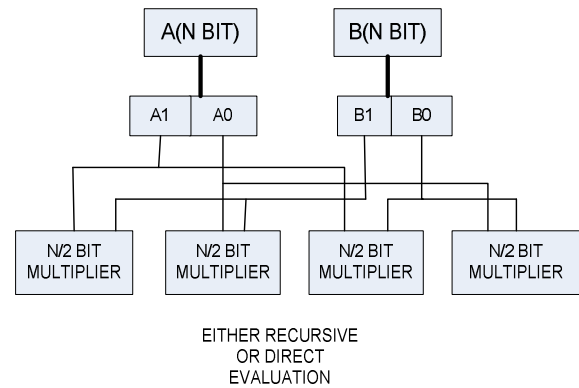 A(N BIT) B(N BIT)
A1 A0 B1 B0
N/2 BIT MULTIPLIER
N/2 BIT MULTIPLIER
N/2 BIT MULTIPLIER
N/2 BIT MULTIPLIER
EITHER RECURSIVE
OR DIRECT
EVALUATION